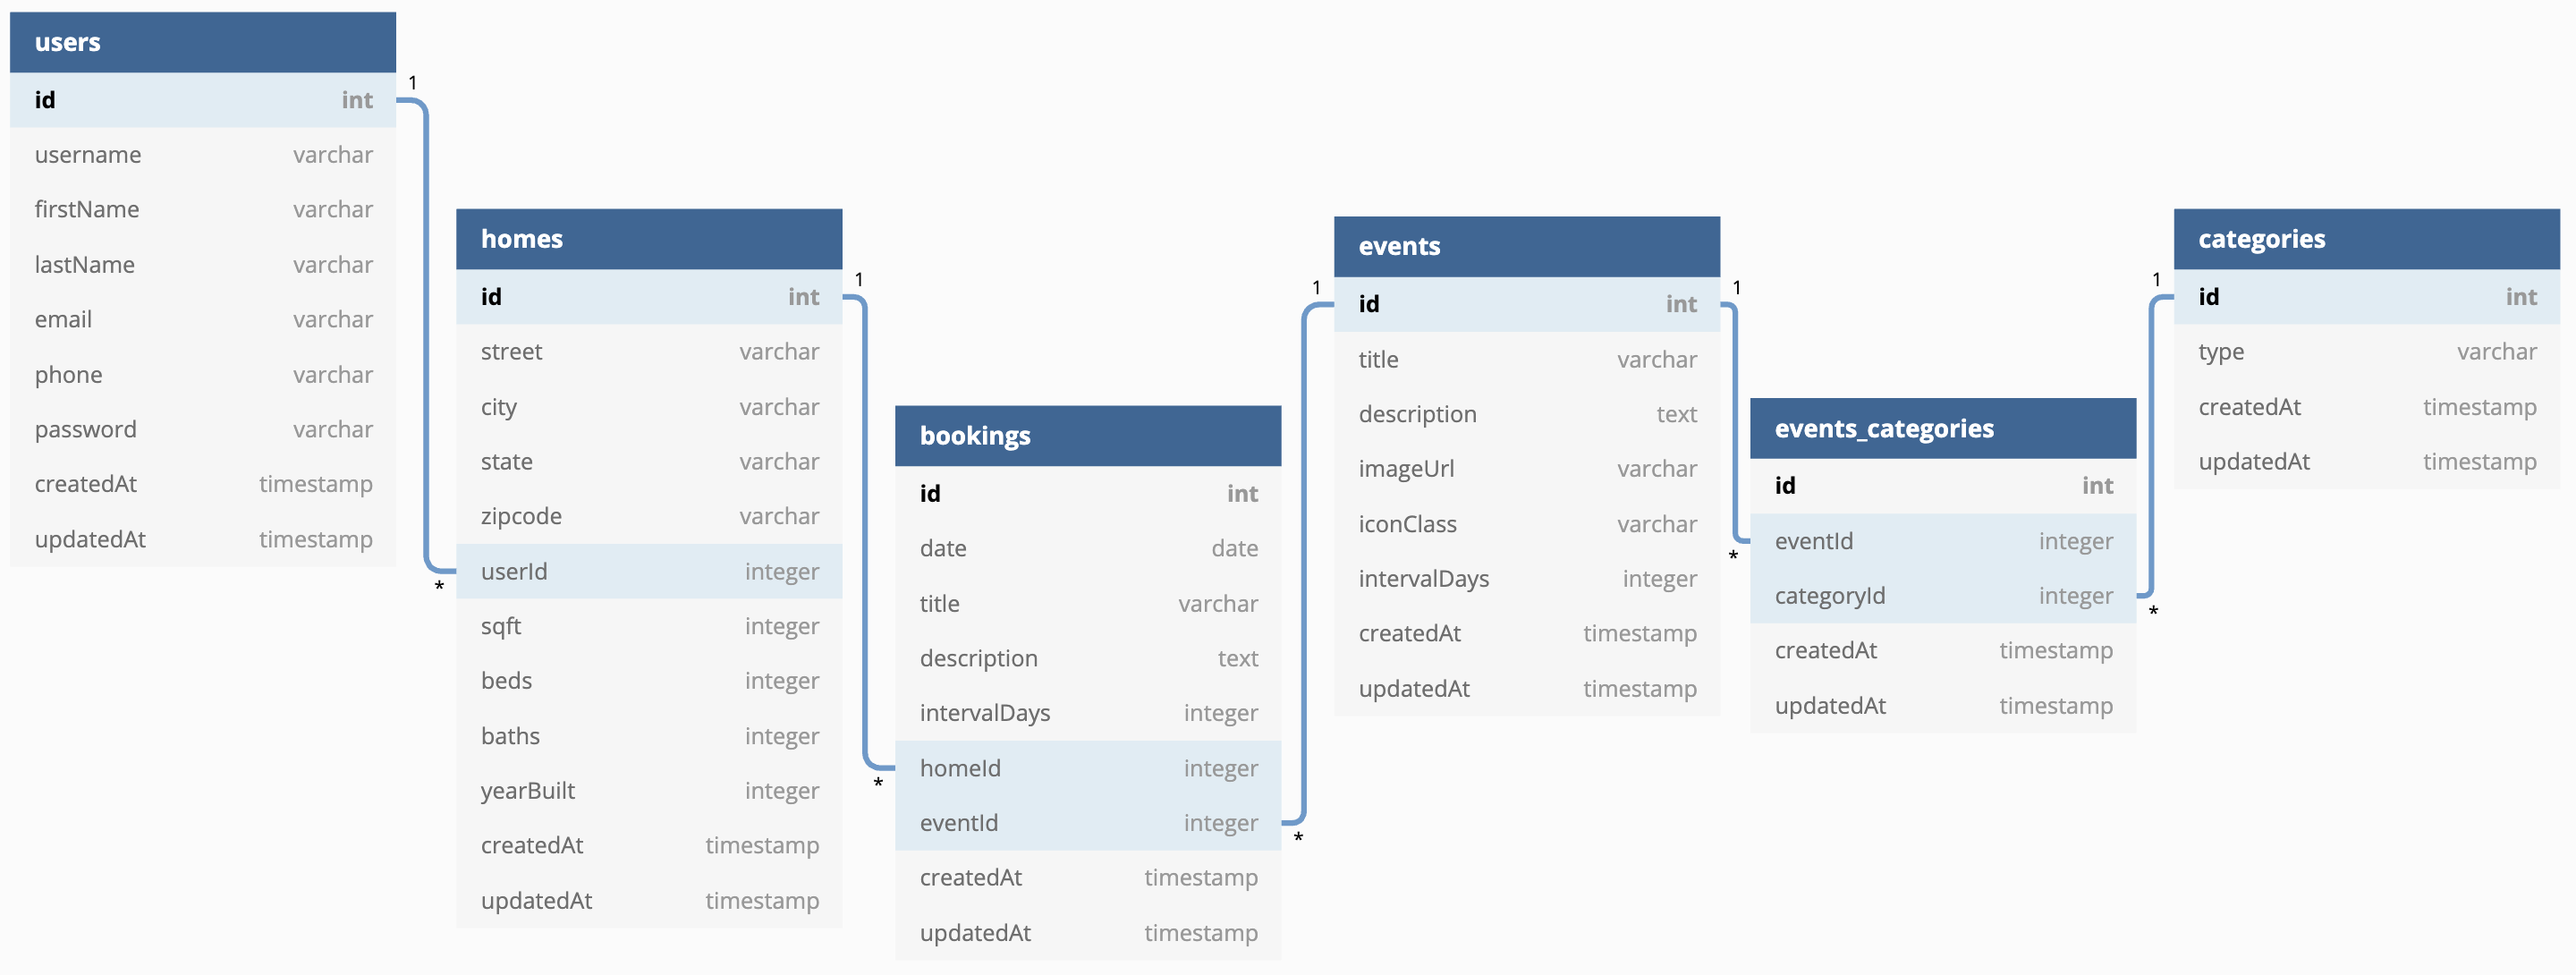 users
id int
username varchar
firstName varchar
lastName varchar
email varchar
phone varchar
password varchar
createdAt timestamp
updatedAt timestamp
1
*
homes
id int
street varchar
city varchar
state varchar
zipcode varchar
userId integer
sqft integer
beds integer
baths integer
yearBuilt integer
createdAt timestamp
updatedAt timestamp
1
*
bookings
id int
date date
title varchar
description text
intervalDays integer
homeId integer
eventId integer
createdAt timestamp
updatedAt timestamp
1
*
events
id int
title varchar
description text
imageUrl varchar
iconClass varchar
intervalDays integer
createdAt timestamp
updatedAt timestamp
1
*
events_categories
id int
eventId integer
categoryId integer
createdAt timestamp
updatedAt timestamp
1
*
categories
id int
type varchar
createdAt timestamp
updatedAt timestamp